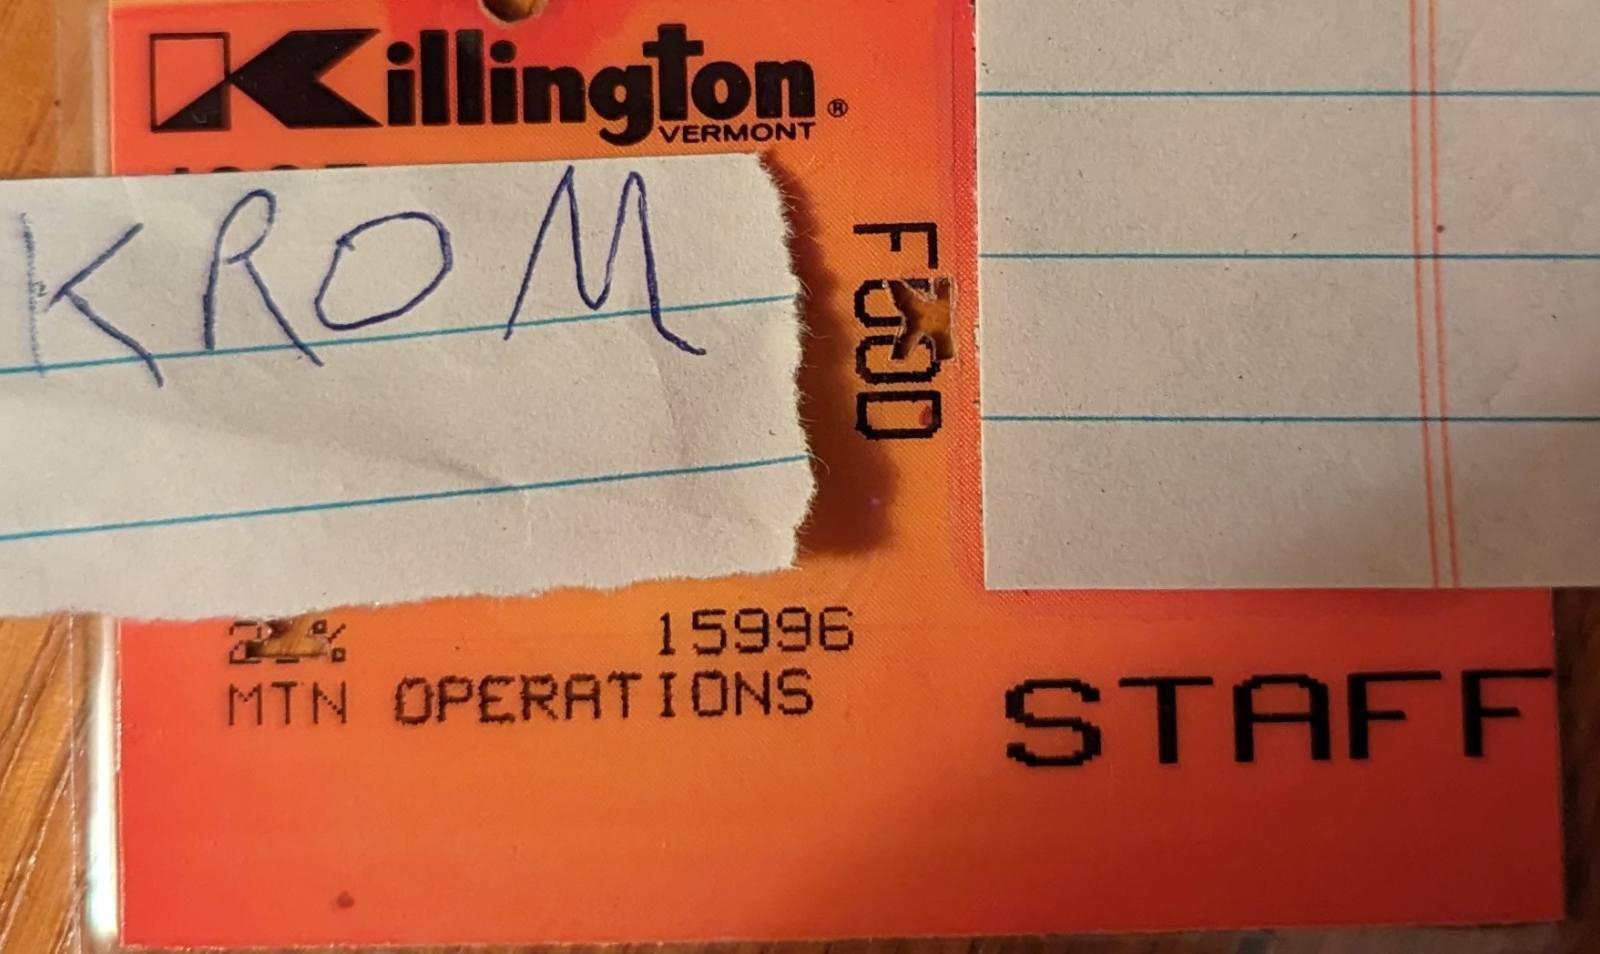 Killington®
VERMONT
KROM
FOOD
15996
MTN OPERATIONS
STAFF